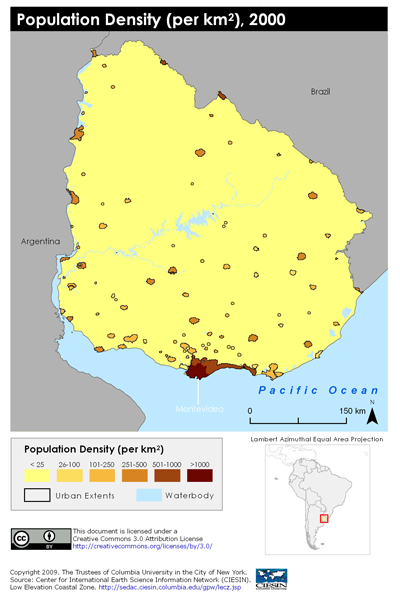 Population Density (per km²), 2000
Brazil
Argentina
Pacific Ocean
Montevideo
0 150 km
Lambert Azimuthal Equal Area Projection
Population Density (per km²)
< 25 26-100 101-250 251-500 501-1000 >1000
Urban Extents Waterbody
This document is licensed under a
Creative Commons 3.0 Attribution License
http://creativecommons.org/licenses/by/3.0/
cc BY
Copyright 2009. The Trustees of Columbia University in the City of New York.
Source: Center for International Earth Science Information Network (CIESIN).
Low Elevation Coastal Zone. http://sedac.ciesin.columbia.edu/gpw/lecz.jsp
CIESIN